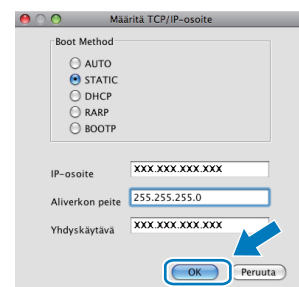 Määritä TCP/IP-osoite
Boot Method
AUTO
STATIC
DHCP
RARP
BOOTP
IP-osoite XXX.XXX.XXX.XXX
Aliverkon peite 255.255.255.0
Yhdyskäytävä XXX.XXX.XXX.XXX
OK Peruuta